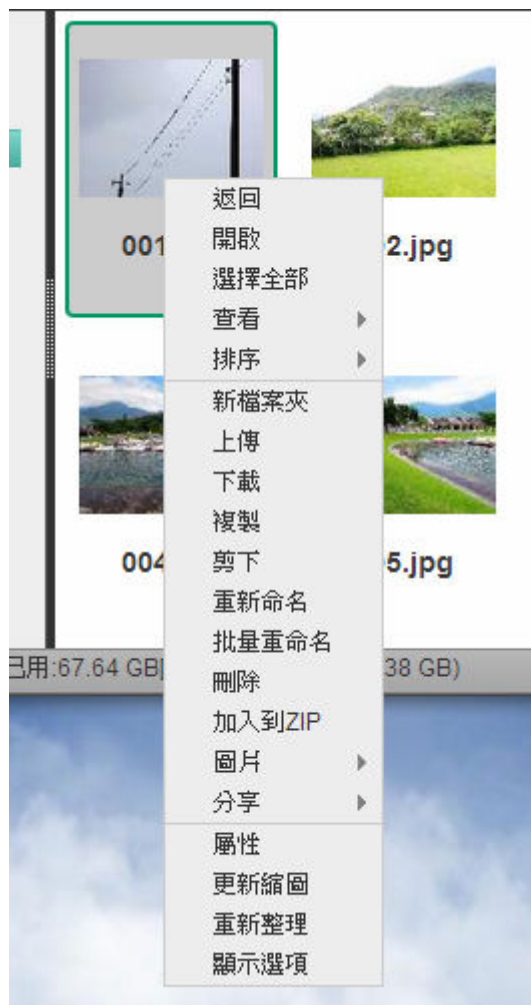 001
2.jpg
返回
開啟
選擇全部
查看
排序
新檔案夾
上傳
下載
複製
剪下
重新命名
批量重命名
刪除
加入到ZIP
圖片
分享
屬性
更新縮圖
重新整理
顯示選項
004
5.jpg
已用:67.64 GB
38 GB)